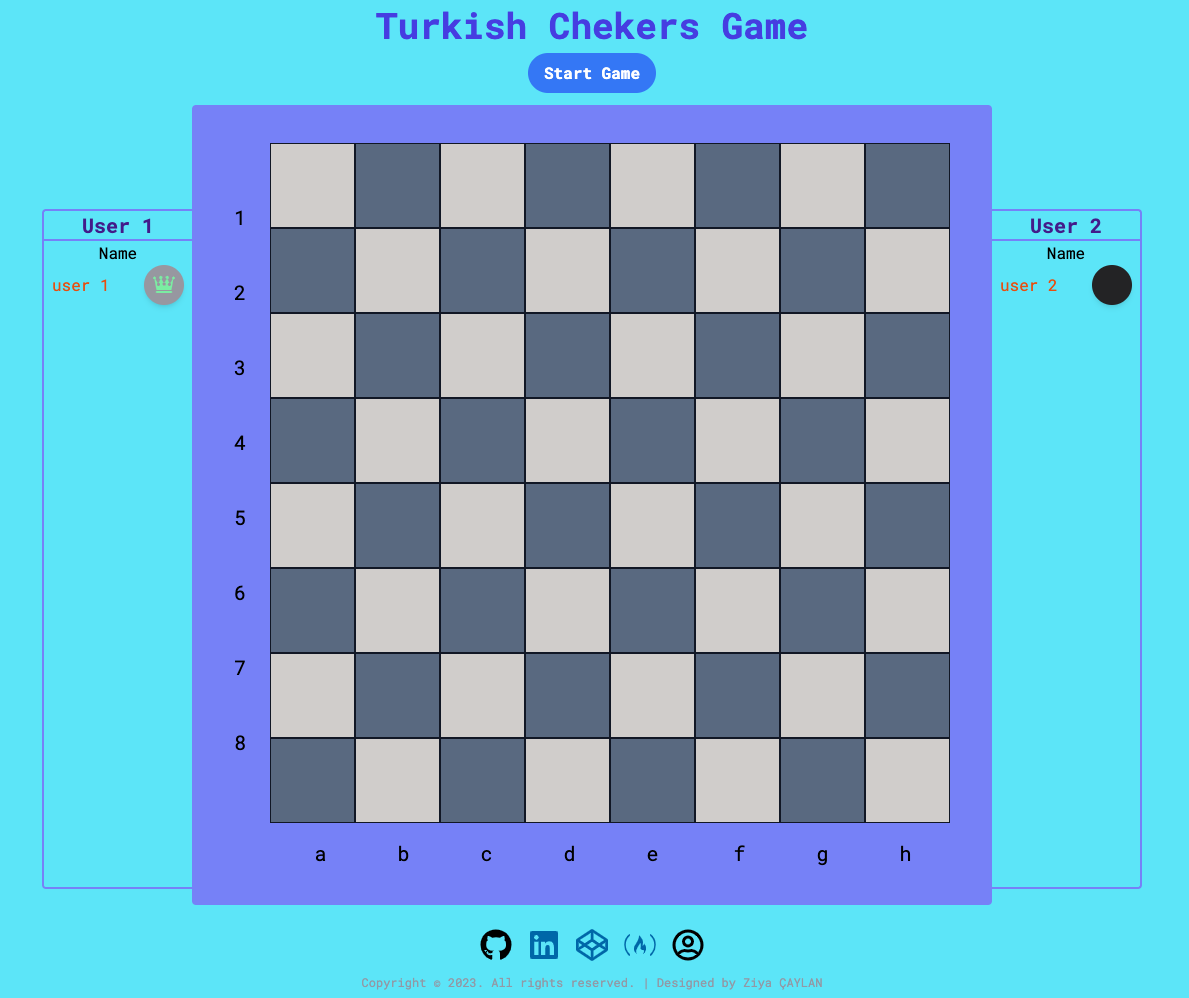 Turkish Chekers Game
Start Game
User 1
Name
user 1
1
2
3
4
5
6
7
8
a b c d e f g h
User 2
Name
user 2
in
Copyright © 2023. All rights reserved. | Designed by Ziya ÇAYLAN